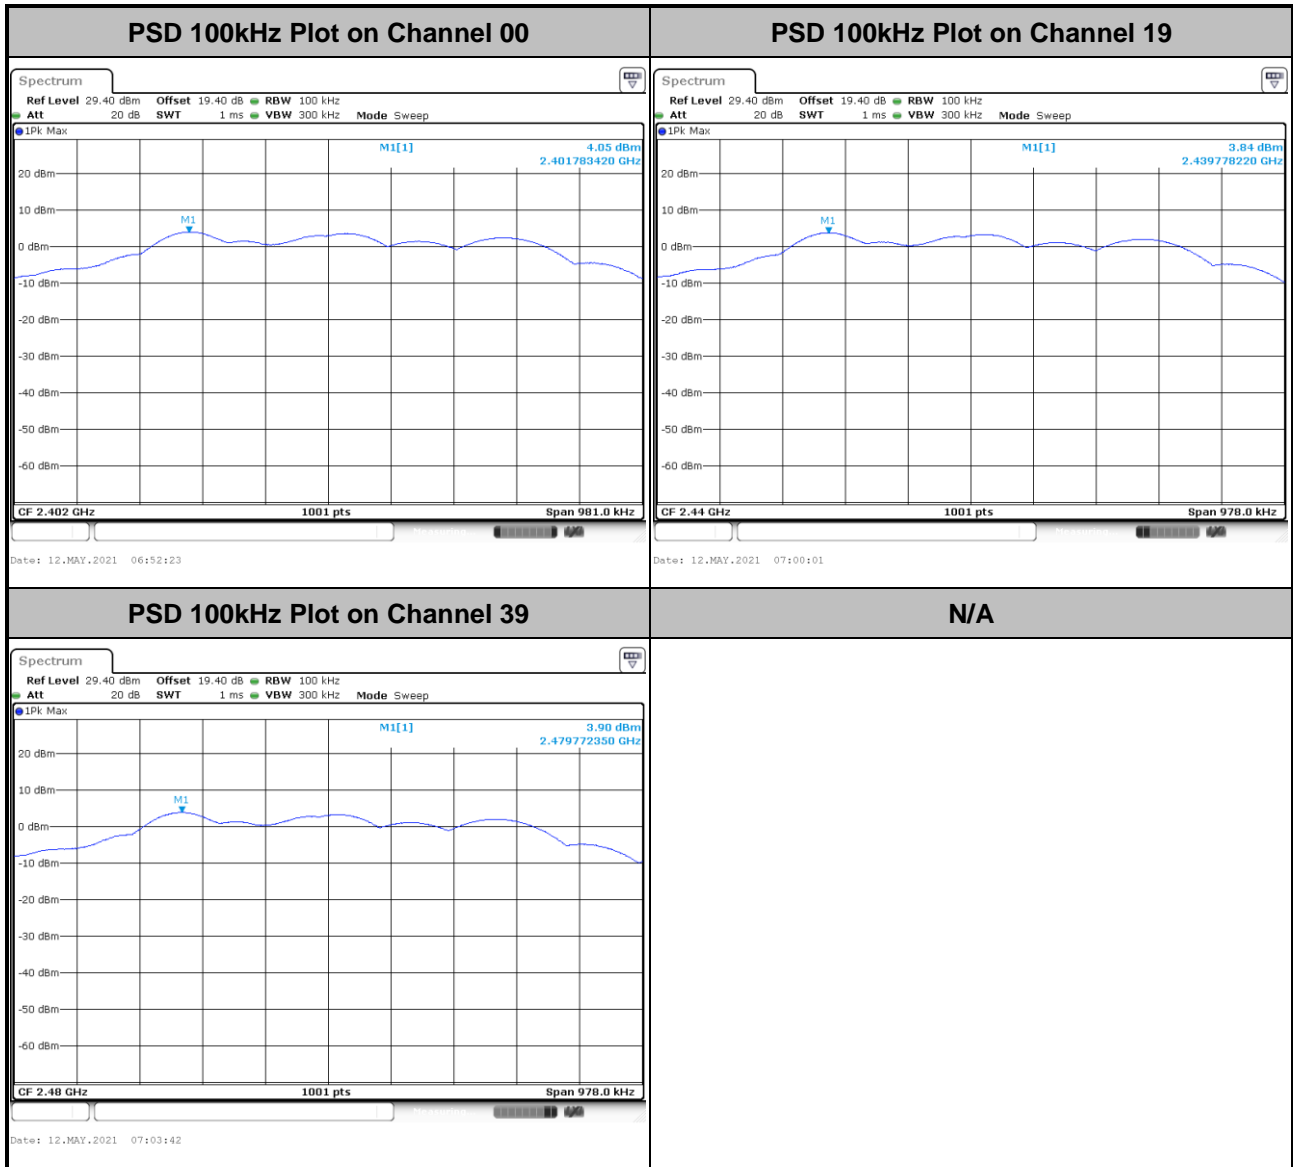 PSD 100kHz Plot on Channel 00
Spectrum
Ref Level 29.40 dBm Offset 19.40 dB RBW 100 kHz
Att 20 dB SWT 1 ms VBW 300 kHz Mode Sweep
1Pk Max
M1[1] 4.05 dBm
2.401783420 GHz
20 dBm
10 dBm
M1
0 dBm
-10 dBm
-20 dBm
-30 dBm
-40 dBm
-50 dBm
-60 dBm
CF 2.402 GHz 1001 pts Span 981.0 kHz
Measuring...
Date: 12.MAY.2021 06:52:23
PSD 100kHz Plot on Channel 19
Spectrum
Ref Level 29.40 dBm Offset 19.40 dB RBW 100 kHz
Att 20 dB SWT 1 ms VBW 300 kHz Mode Sweep
1Pk Max
M1[1] 3.84 dBm
2.439778220 GHz
20 dBm
10 dBm
M1
0 dBm
-10 dBm
-20 dBm
-30 dBm
-40 dBm
-50 dBm
-60 dBm
CF 2.44 GHz 1001 pts Span 978.0 kHz
Measuring...
Date: 12.MAY.2021 07:00:01
PSD 100kHz Plot on Channel 39
Spectrum
Ref Level 29.40 dBm Offset 19.40 dB RBW 100 kHz
Att 20 dB SWT 1 ms VBW 300 kHz Mode Sweep
1Pk Max
M1[1] 3.90 dBm
2.479772350 GHz
20 dBm
10 dBm
M1
0 dBm
-10 dBm
-20 dBm
-30 dBm
-40 dBm
-50 dBm
-60 dBm
CF 2.48 GHz 1001 pts Span 978.0 kHz
Measuring...
Date: 12.MAY.2021 07:03:42
N/A